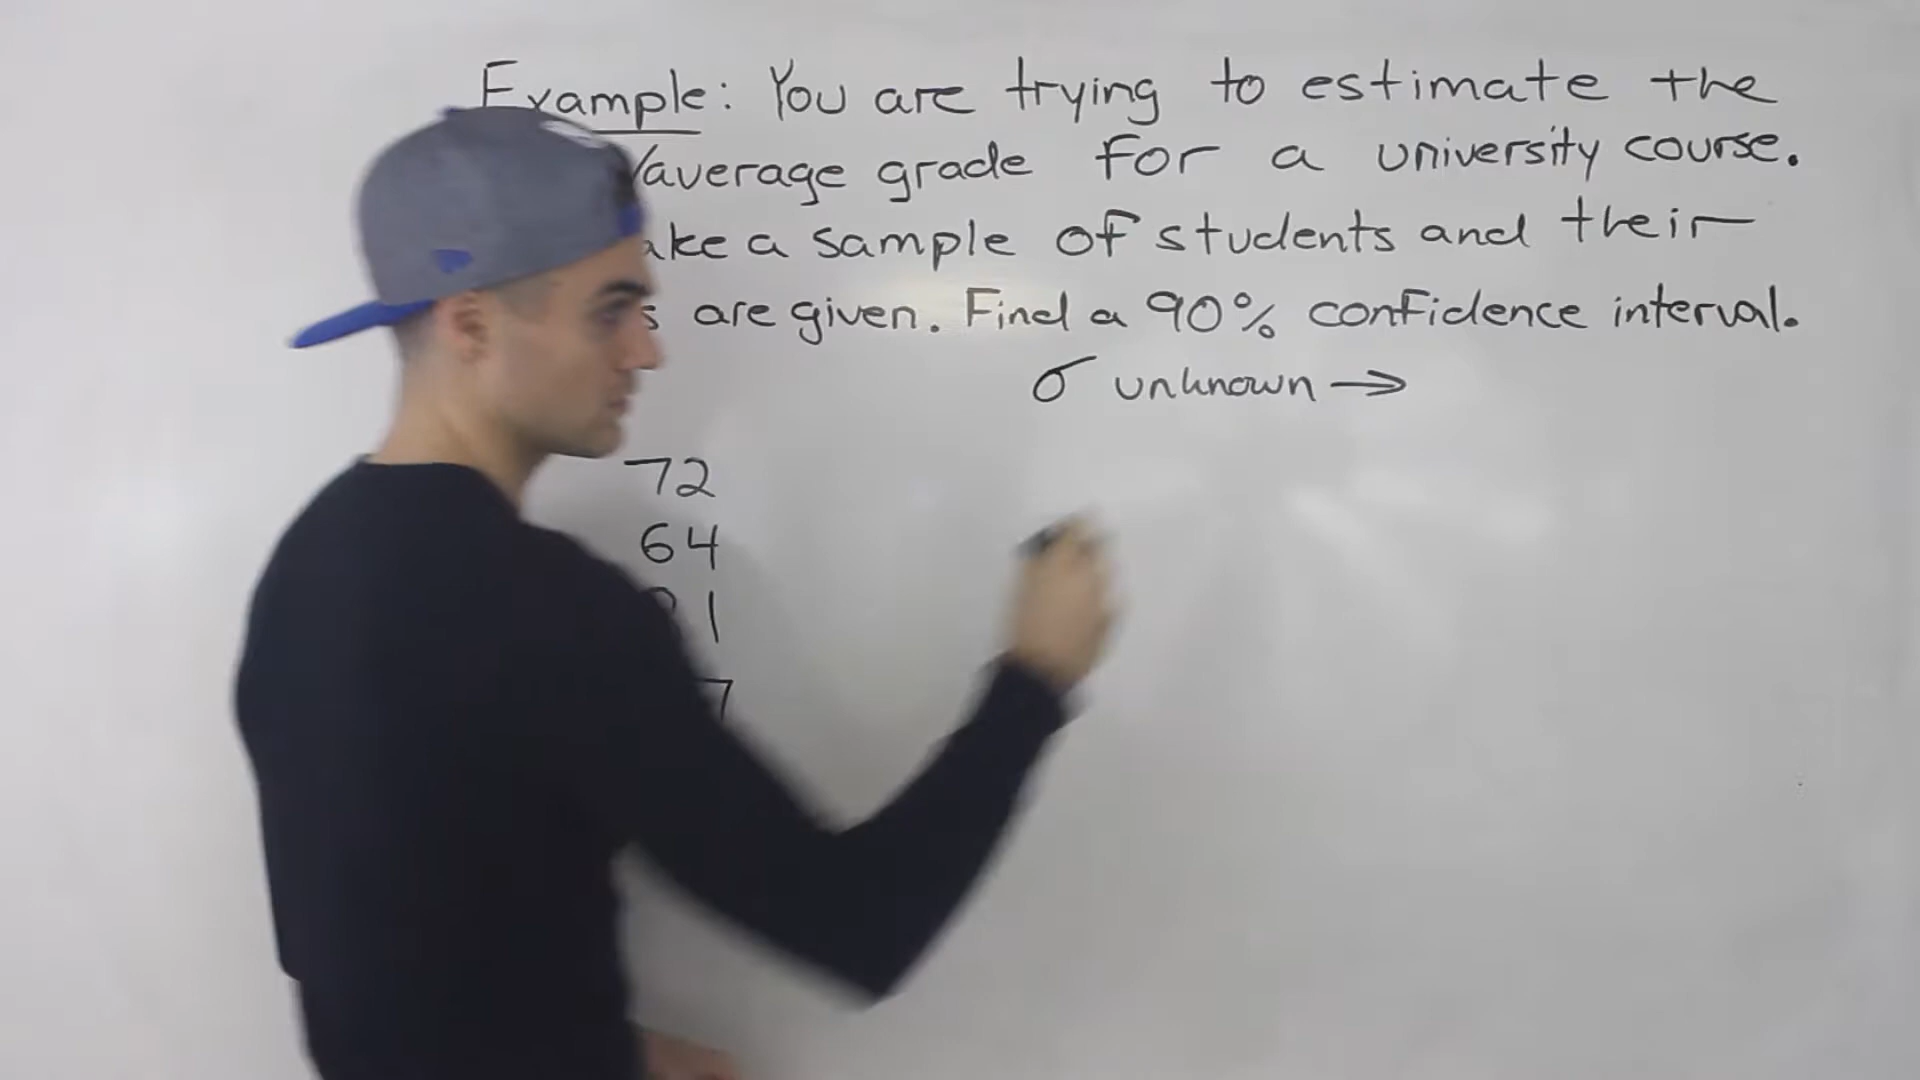 Example: You are trying to estimate the
/average grade for a university course.
a sample of students and their
are given. Find a 90% confidence interval.
σ unknown →
72
64